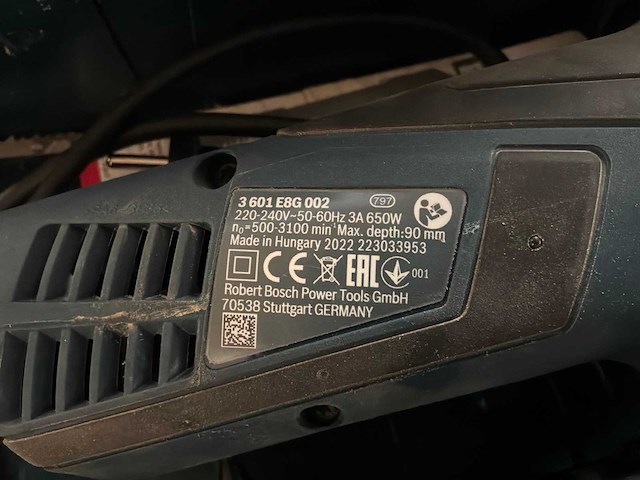 3 601 E8G 002 797
220-240V~50-60Hz 3A 650W
n₀=500-3100 min⁻¹ Max. depth:90 mm
Made in Hungary 2022 223033953
CE EAC 001
Robert Bosch Power Tools GmbH
70538 Stuttgart GERMANY